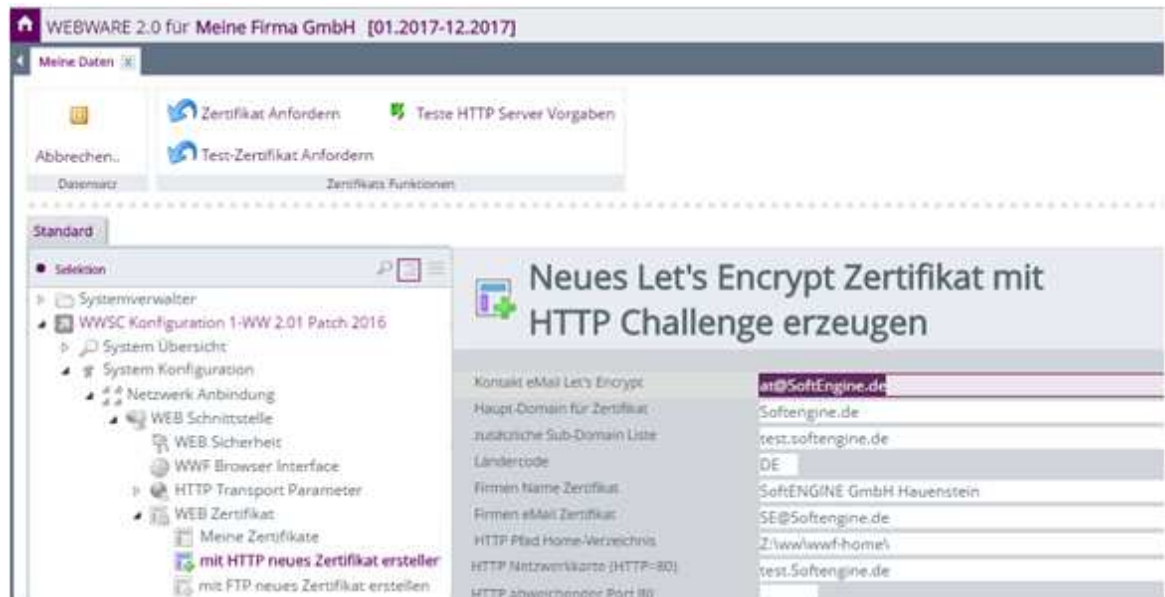 WEBWARE 2.0 für Meine Firma GmbH [01.2017-12.2017]
Meine Daten
Zertifikat Anfordern
Teste HTTP Server Vorgaben
Abbrechen..
Test-Zertifikat Anfordern
Datensatz
Zertifikats Funktionen
Standard
Selektion
Systemverwalter
WWSC Konfiguration 1-WW 2.01 Patch 2016
System Übersicht
System Konfiguration
Netzwerk Anbindung
WEB Schnittstelle
WEB Sicherheit
WWF Browser Interface
HTTP Transport Parameter
WEB Zertifikat
Meine Zertifikate
mit HTTP neues Zertifikat ersteller
mit FTP neues Zertifikat erstellen
Neues Let's Encrypt Zertifikat mit
HTTP Challenge erzeugen
Kontakt eMail Let's Encrypt at@SoftEngine.de
Haupt-Domain für Zertifikat Softengine.de
zusätzliche Sub-Domain Liste test.softengine.de
Ländercode DE
Firmen Name Zertifikat SoftENGINE GmbH Hauenstein
Firmen eMail Zertifikat SE@Softengine.de
HTTP Pfad Home-Verzeichnis Z:\ww\wwf-home\
HTTP Netzwerkkarte (HTTP=80) test.Softengine.de
HTTP abweichender Port 80